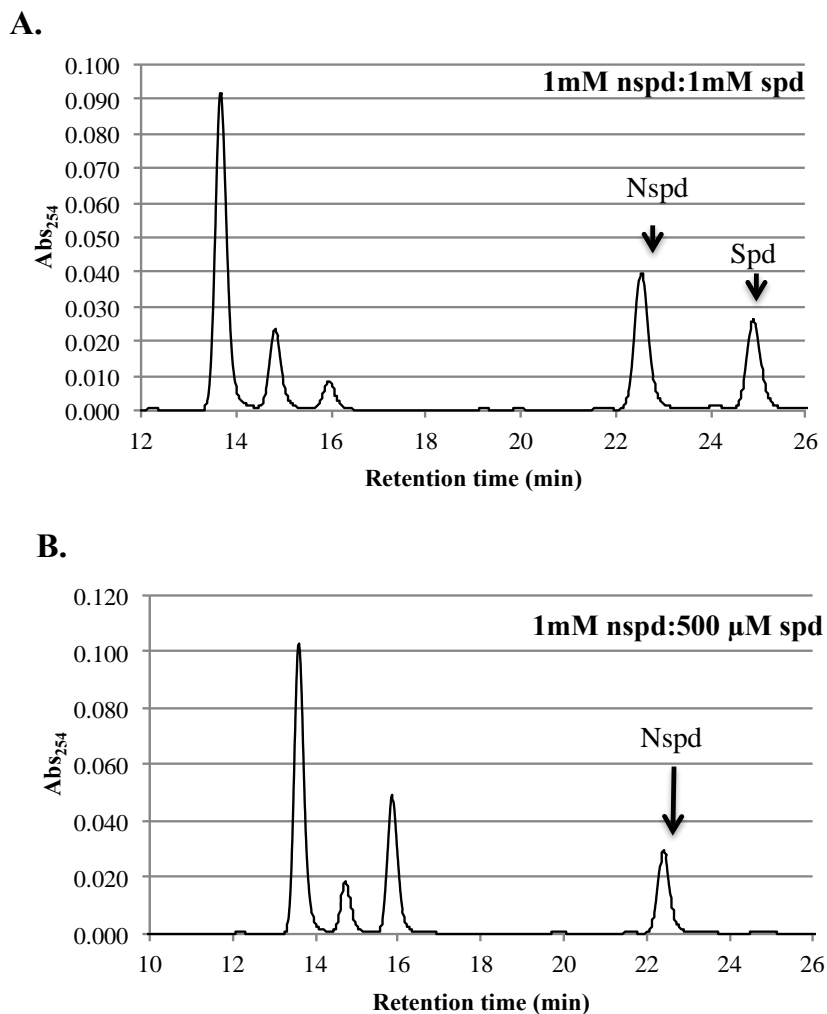 A.
1mM nspd:1mM spd
0.100
0.090
0.080
0.070
0.060
0.050
0.040
0.030
0.020
0.010
0.000
Abs254
Nspd
Spd
12 14 16 18 20 22 24 26
Retention time (min)
B.
1mM nspd:500 µM spd
0.120
0.100
0.080
0.060
0.040
0.020
0.000
Abs254
Nspd
10 12 14 16 18 20 22 24 26
Retention time (min)